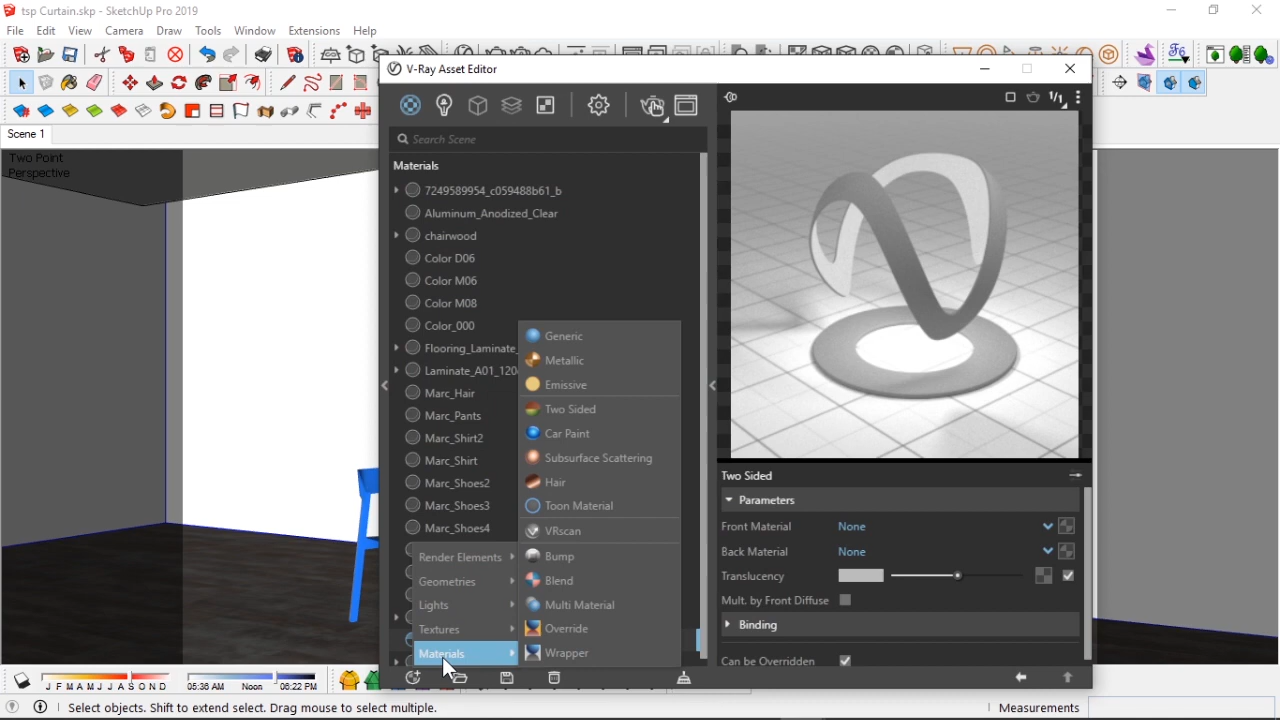 tsp Curtain.skp - SketchUp Pro 2019
File Edit View Camera Draw Tools Window Extensions Help
V-Ray Asset Editor
Scene 1
Two Point
Perspective
Search Scene
Materials
7249589954_c059488b61_b
Aluminum_Anodized_Clear
chairwood
Color D06
Color M06
Color M08
Color_000
Flooring_Laminate_
Laminate_A01_120
Marc_Hair
Marc_Pants
Marc_Shirt2
Marc_Shirt
Marc_Shoes2
Marc_Shoes3
Marc_Shoes4
Render Elements
Geometries
Lights
Textures
Materials
Generic
Metallic
Emissive
Two Sided
Car Paint
Subsurface Scattering
Hair
Toon Material
VRscan
Bump
Blend
Multi Material
Override
Wrapper
1/1
Two Sided
Parameters
Front Material None
Back Material None
Translucency
Mult. by Front Diffuse
Binding
Can be Overridden
J F M A M J J A S O N D
05:36 AM Noon 06:22 PM
Select objects. Shift to extend select. Drag mouse to select multiple.
Measurements